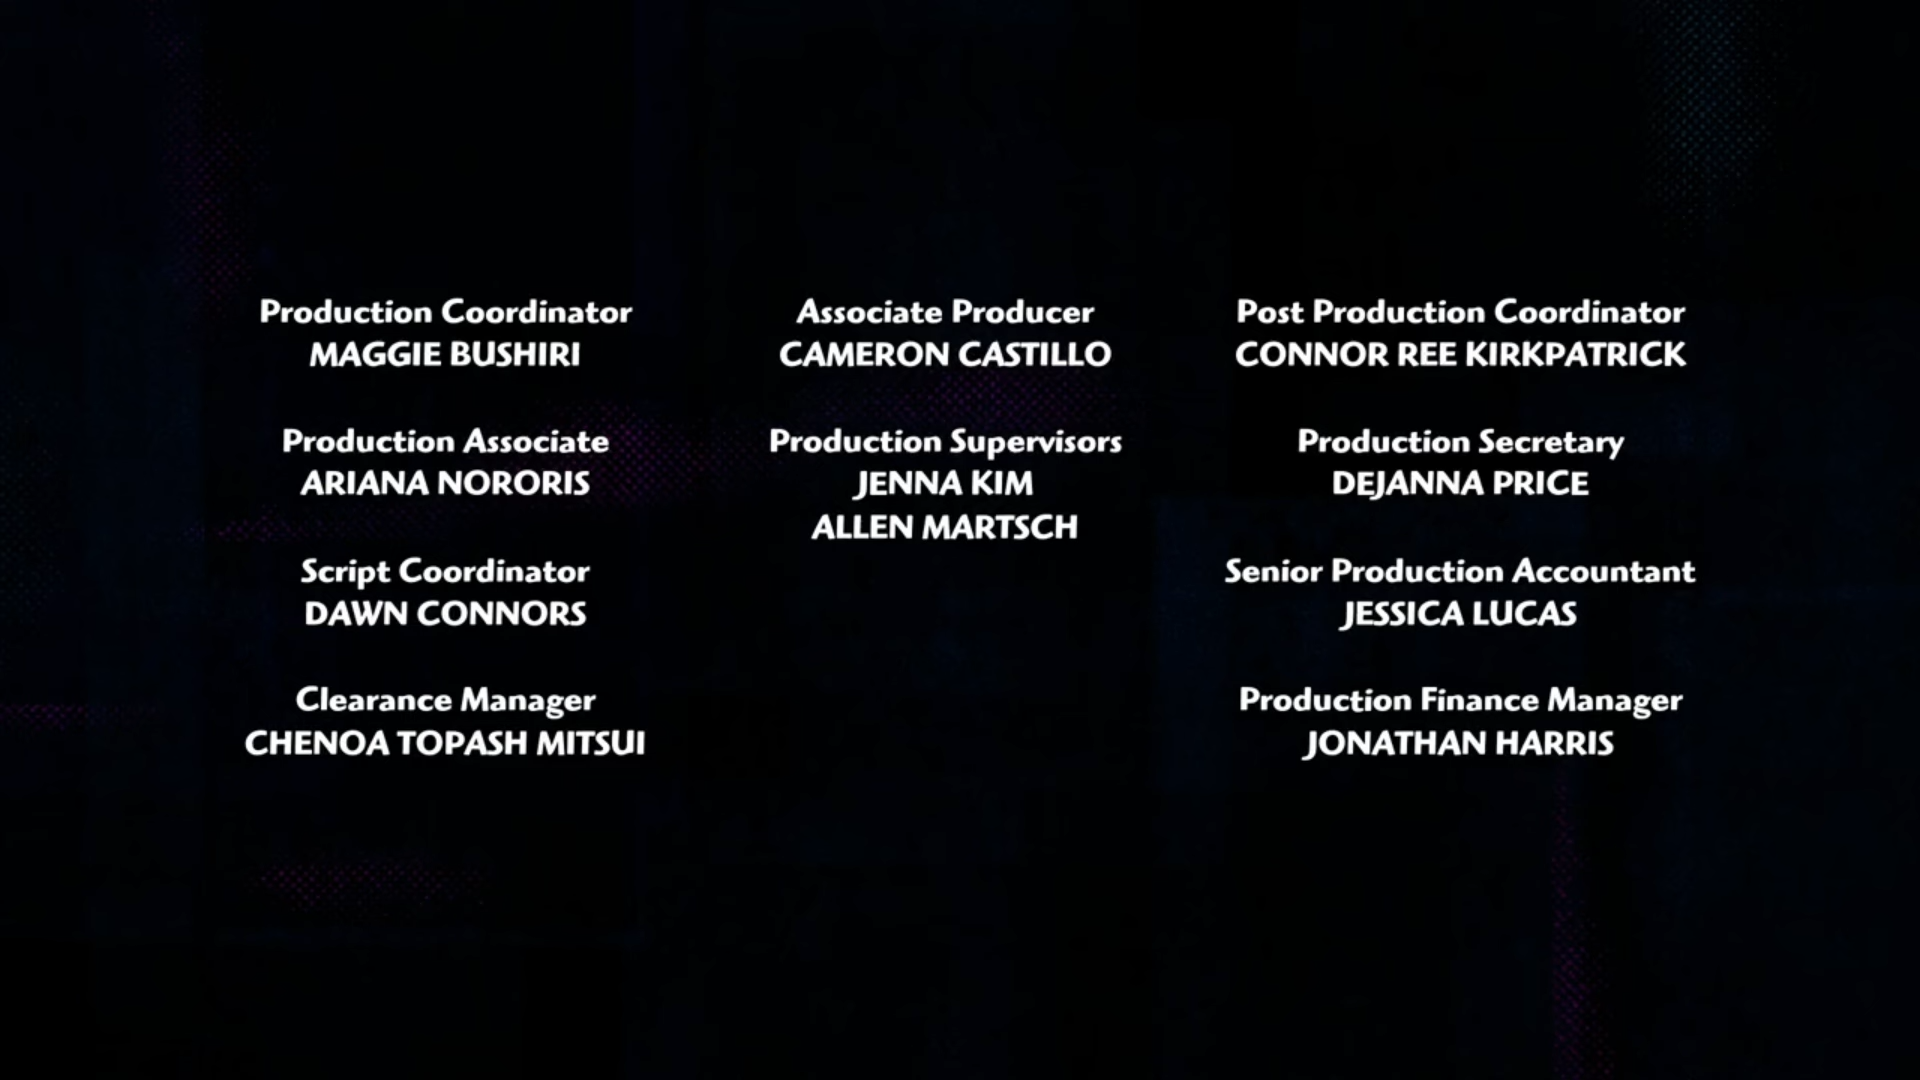 Production Coordinator
MAGGIE BUSHIRI
Production Associate
ARIANA NORORIS
Script Coordinator
DAWN CONNORS
Clearance Manager
CHENOA TOPASH MITSUI
Associate Producer
CAMERON CASTILLO
Production Supervisors
JENNA KIM
ALLEN MARTSCH
Post Production Coordinator
CONNOR REE KIRKPATRICK
Production Secretary
DEJANNA PRICE
Senior Production Accountant
JESSICA LUCAS
Production Finance Manager
JONATHAN HARRIS